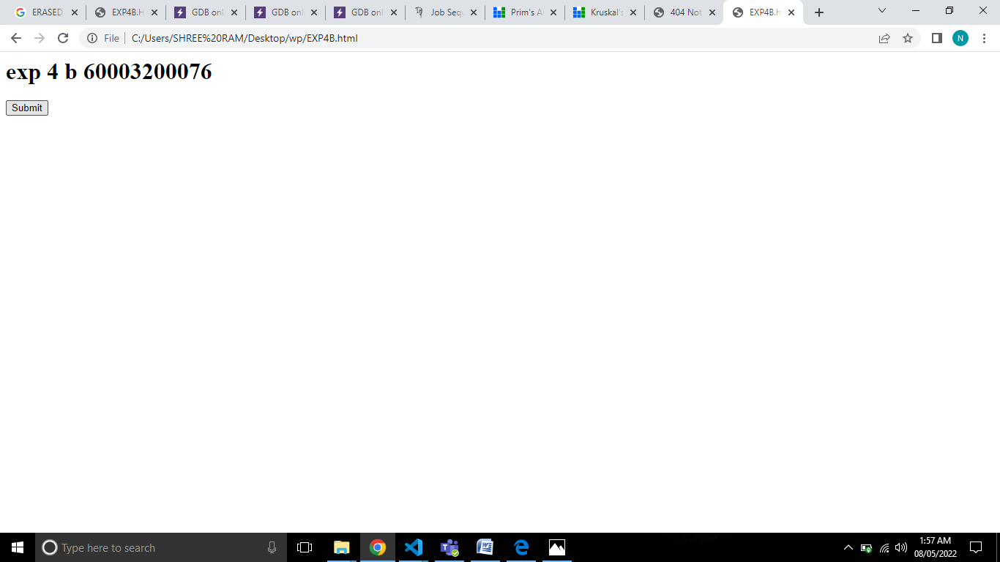 ERASED
EXP4B.H
GDB onl
GDB onl
GDB onl
Job Sequ
Prim's Al
Kruskal's
404 Not
EXP4B.h
File
C:/Users/SHREE%20RAM/Desktop/wp/EXP4B.html
N
exp 4 b 60003200076
Submit
Type here to search
1:57 AM
08/05/2022